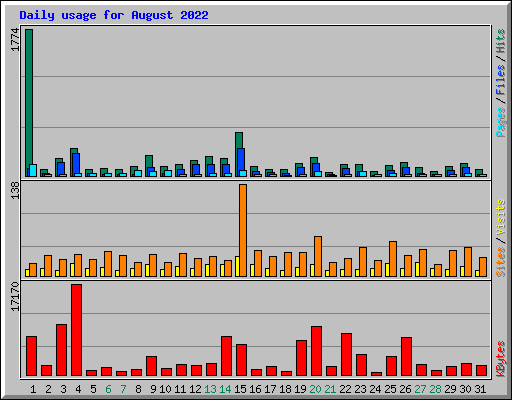 Daily usage for August 2022
1774
Pages / Files / Hits
138
Sites / Visits
17170
KBytes
1 2 3 4 5 6 7 8 9 10 11 12 13 14 15 16 17 18 19 20 21 22 23 24 25 26 27 28 29 30 31